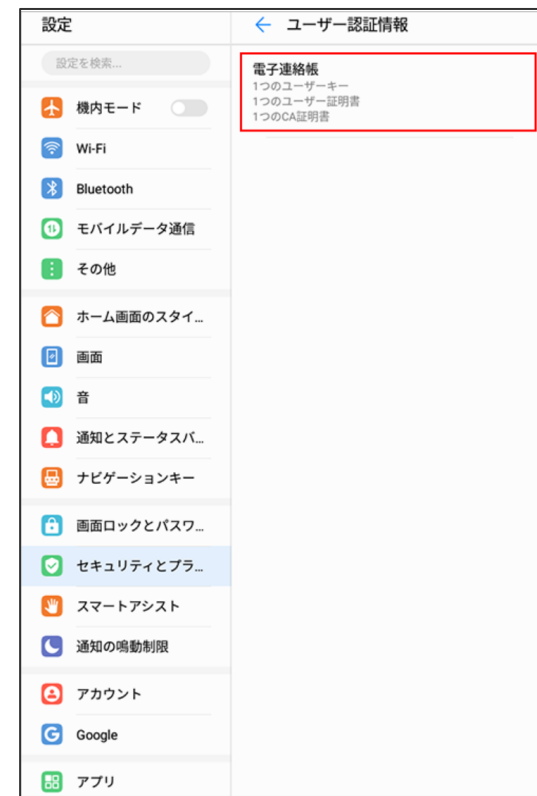 設定
設定を検索...
機内モード
Wi-Fi
Bluetooth
モバイルデータ通信
その他
ホーム画面のスタイ...
画面
音
通知とステータスバ...
ナビゲーションキー
画面ロックとパスワ...
セキュリティとプラ...
スマートアシスト
通知の鳴動制限
アカウント
Google
アプリ
ユーザー認証情報
電子連絡帳
1つのユーザーキー
1つのユーザー証明書
1つのCA証明書